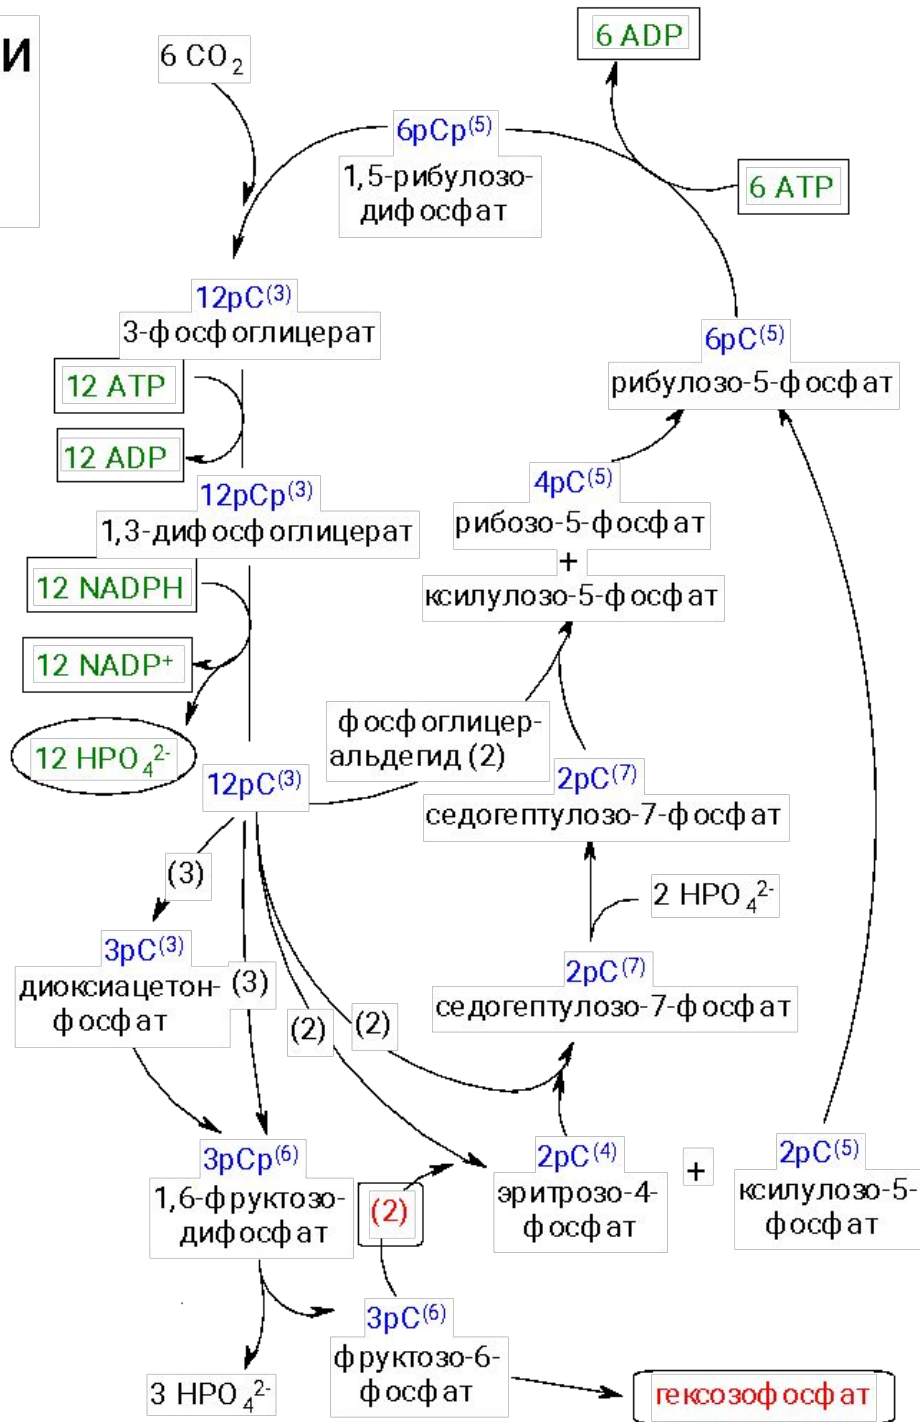 И
6 ADP
6 CO₂
6pCp⁽⁵⁾
1,5-рибулозо-
дифосфат
6 ATP
12pC⁽³⁾
3-фосфоглицерат
6pC⁽⁵⁾
рибулозо-5-фосфат
12 ATP
12 ADP
4pC⁽⁵⁾
рибозо-5-фосфат
+
ксилулозо-5-фосфат
12pCp⁽³⁾
1,3-дифосфоглицерат
12 NADPH
12 NADP⁺
12 HPO₄²⁻
фосфоглицер-
альдегид (2)
12pC⁽³⁾
2pC⁽⁷⁾
седогептулозо-7-фосфат
(3)
2 HPO₄²⁻
3pC⁽³⁾
диоксиацетон-
фосфат
(3)
(2)
(2)
2pC⁽⁷⁾
седогептулозо-7-фосфат
3pCp⁽⁶⁾
1,6-фруктозо-
дифосфат
(2)
2pC⁽⁴⁾
эритрозо-4-
фосфат
+
2pC⁽⁵⁾
ксилулозо-5-
фосфат
3pC⁽⁶⁾
фруктозо-6-
фосфат
3 HPO₄²⁻
гексозофосфат